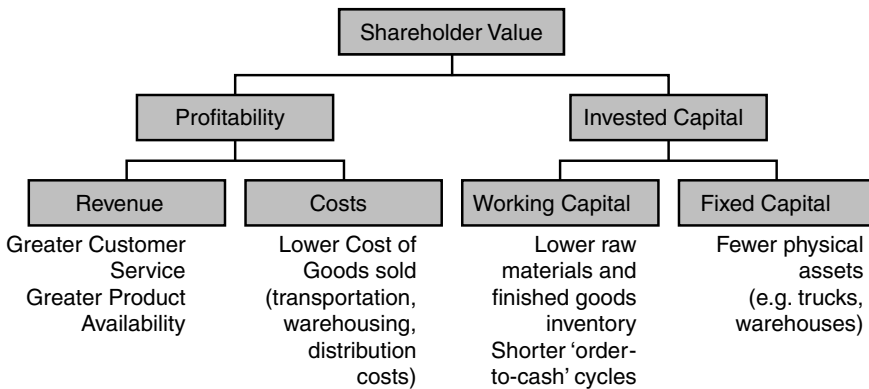 Shareholder Value
Profitability
Invested Capital
Revenue
Costs
Working Capital
Fixed Capital
Greater Customer
Service
Greater Product
Availability
Lower Cost of
Goods sold
(transportation,
warehousing,
distribution
costs)
Lower raw
materials and
finished goods
inventory
Shorter ‘order-
to-cash’ cycles
Fewer physical
assets
(e.g. trucks,
warehouses)